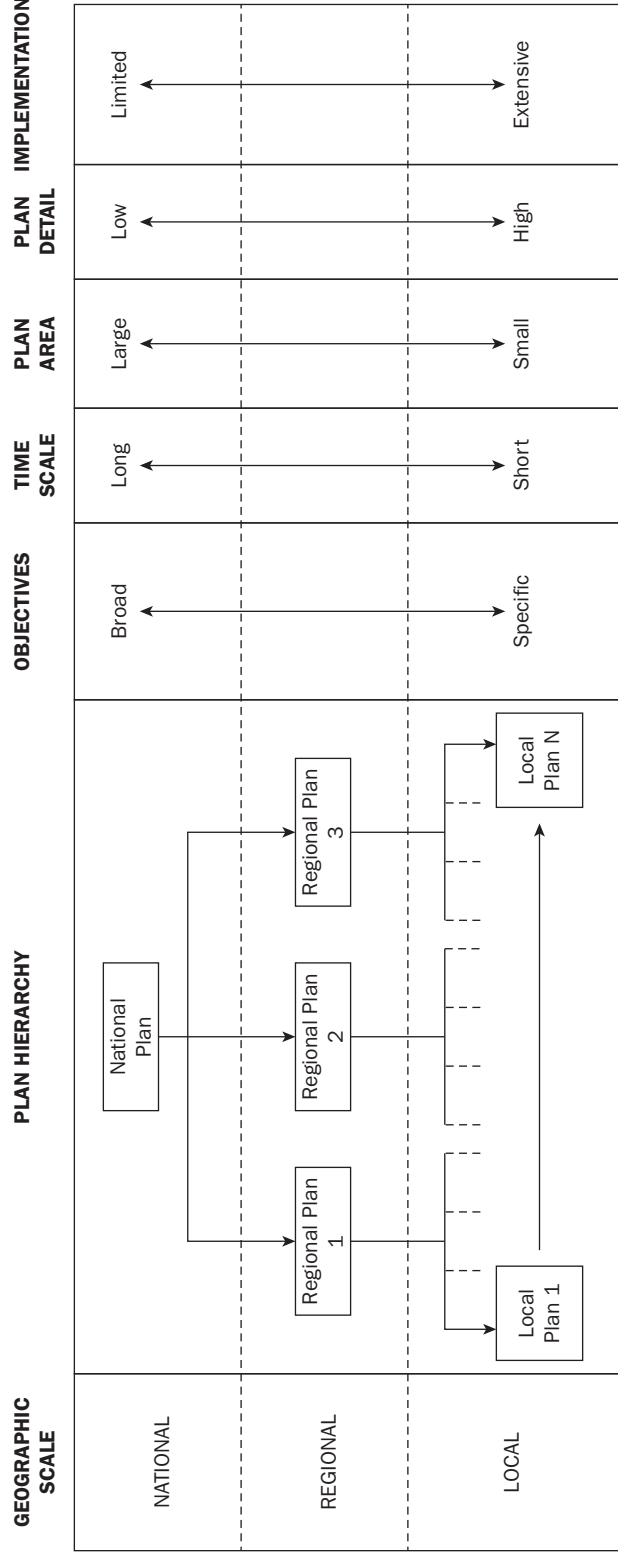 GEOGRAPHIC
SCALE
PLAN HIERARCHY
OBJECTIVES
TIME
SCALE
PLAN
AREA
PLAN
DETAIL
IMPLEMENTATION
NATIONAL
National
Plan
Broad
Long
Large
Low
Limited
REGIONAL
Regional Plan
1
Regional Plan
2
Regional Plan
3
LOCAL
Local
Plan 1
Local
Plan N
Specific
Short
Small
High
Extensive